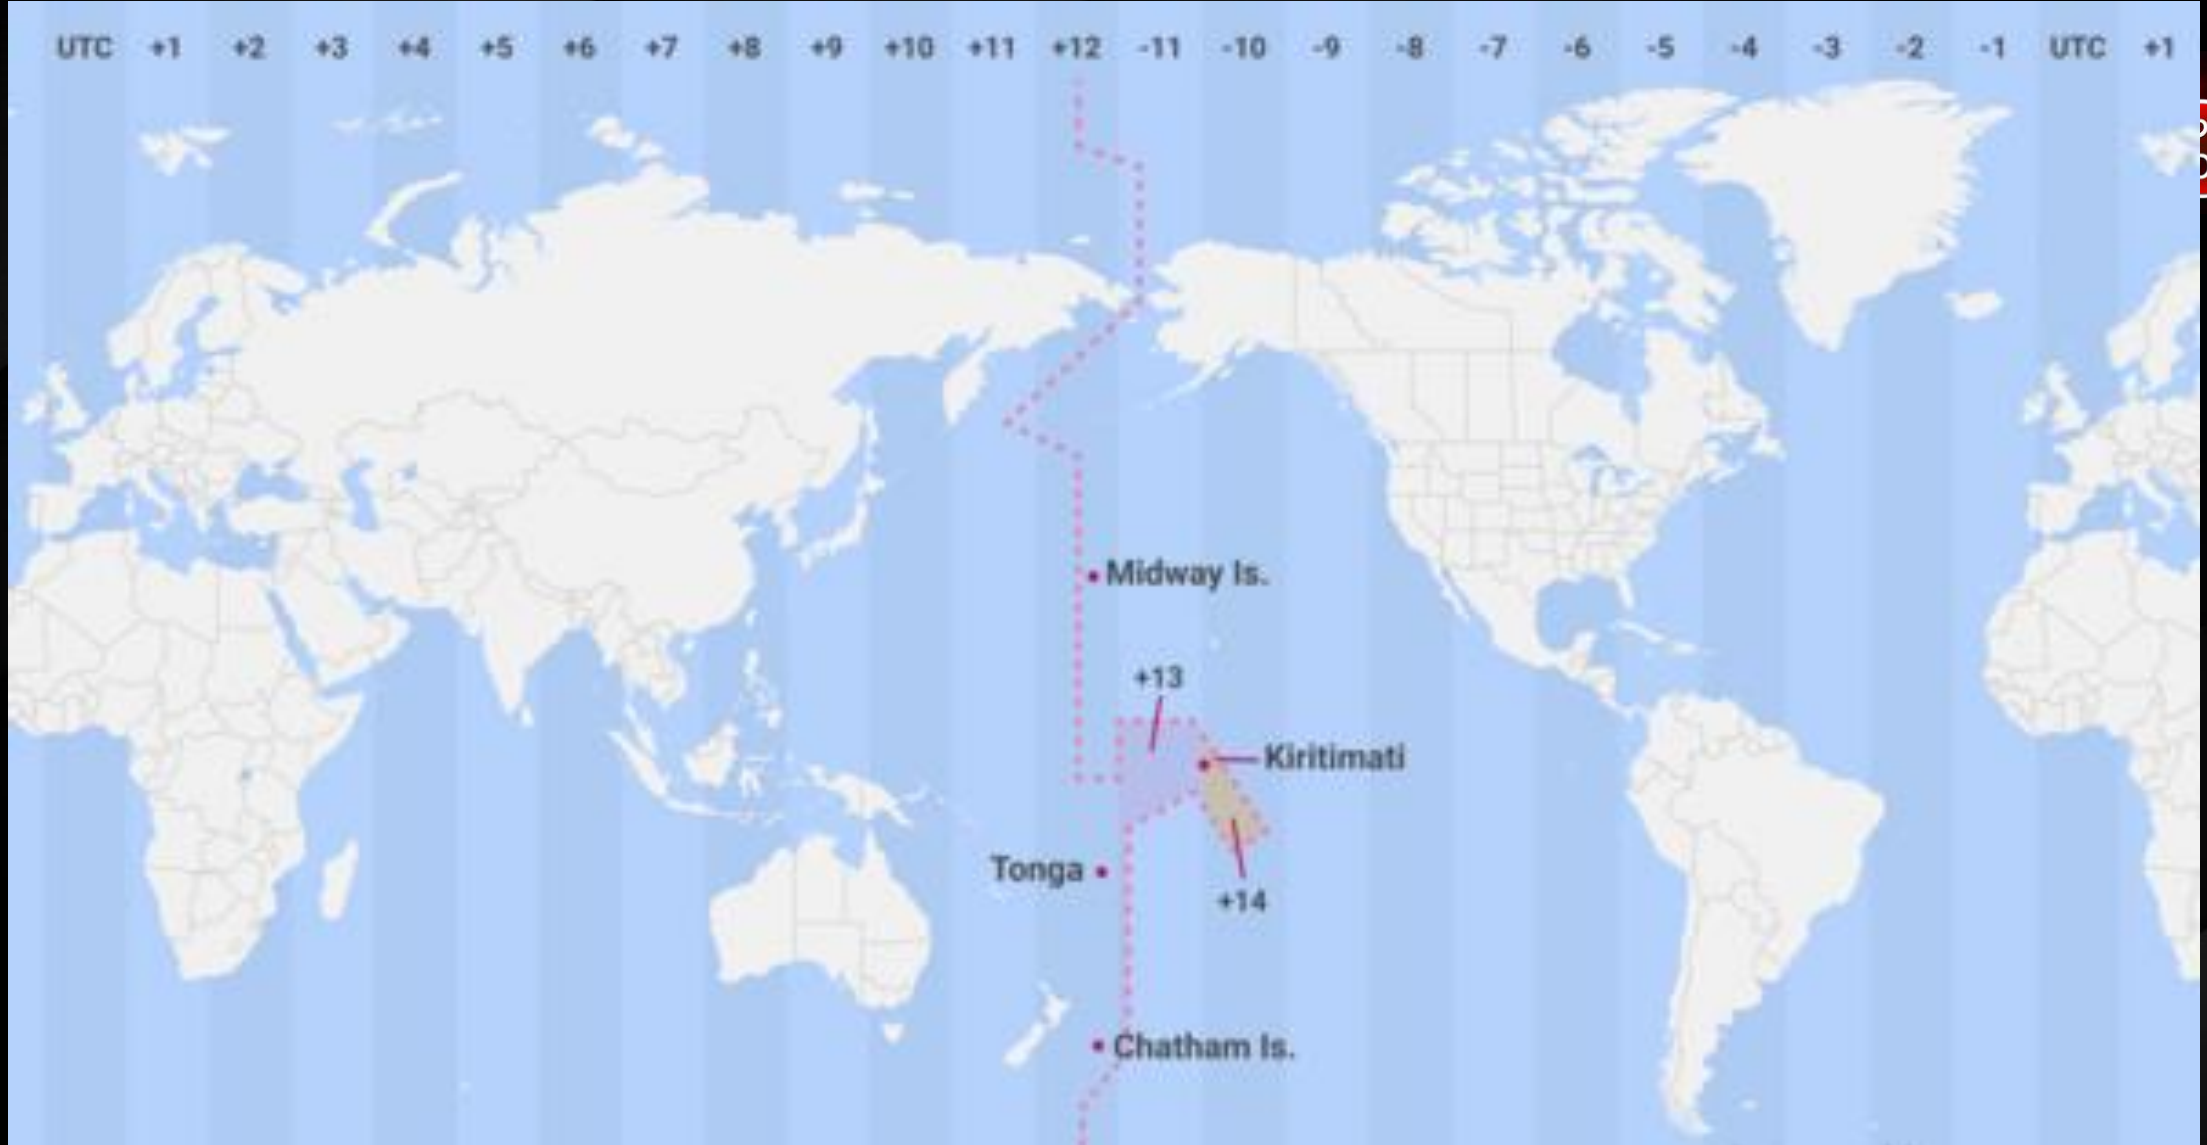 UTC +1 +2 +3 +4 +5 +6 +7 +8 +9 +10 +11 +12 -11 -10 -9 -8 -7 -6 -5 -4 -3 -2 -1 UTC +1
Midway Is.
+13
Kiritimati
Tonga
+14
Chatham Is.